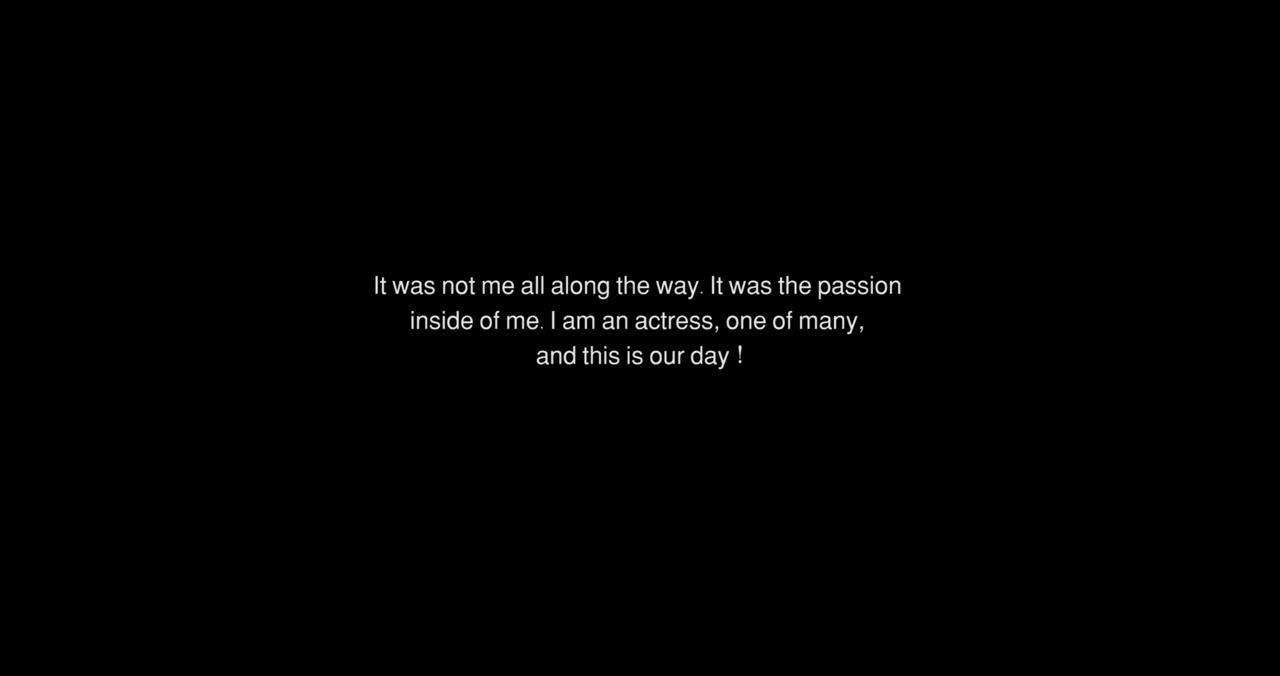 It was not me all along the way. It was the passion
inside of me. I am an actress, one of many,
and this is our day !